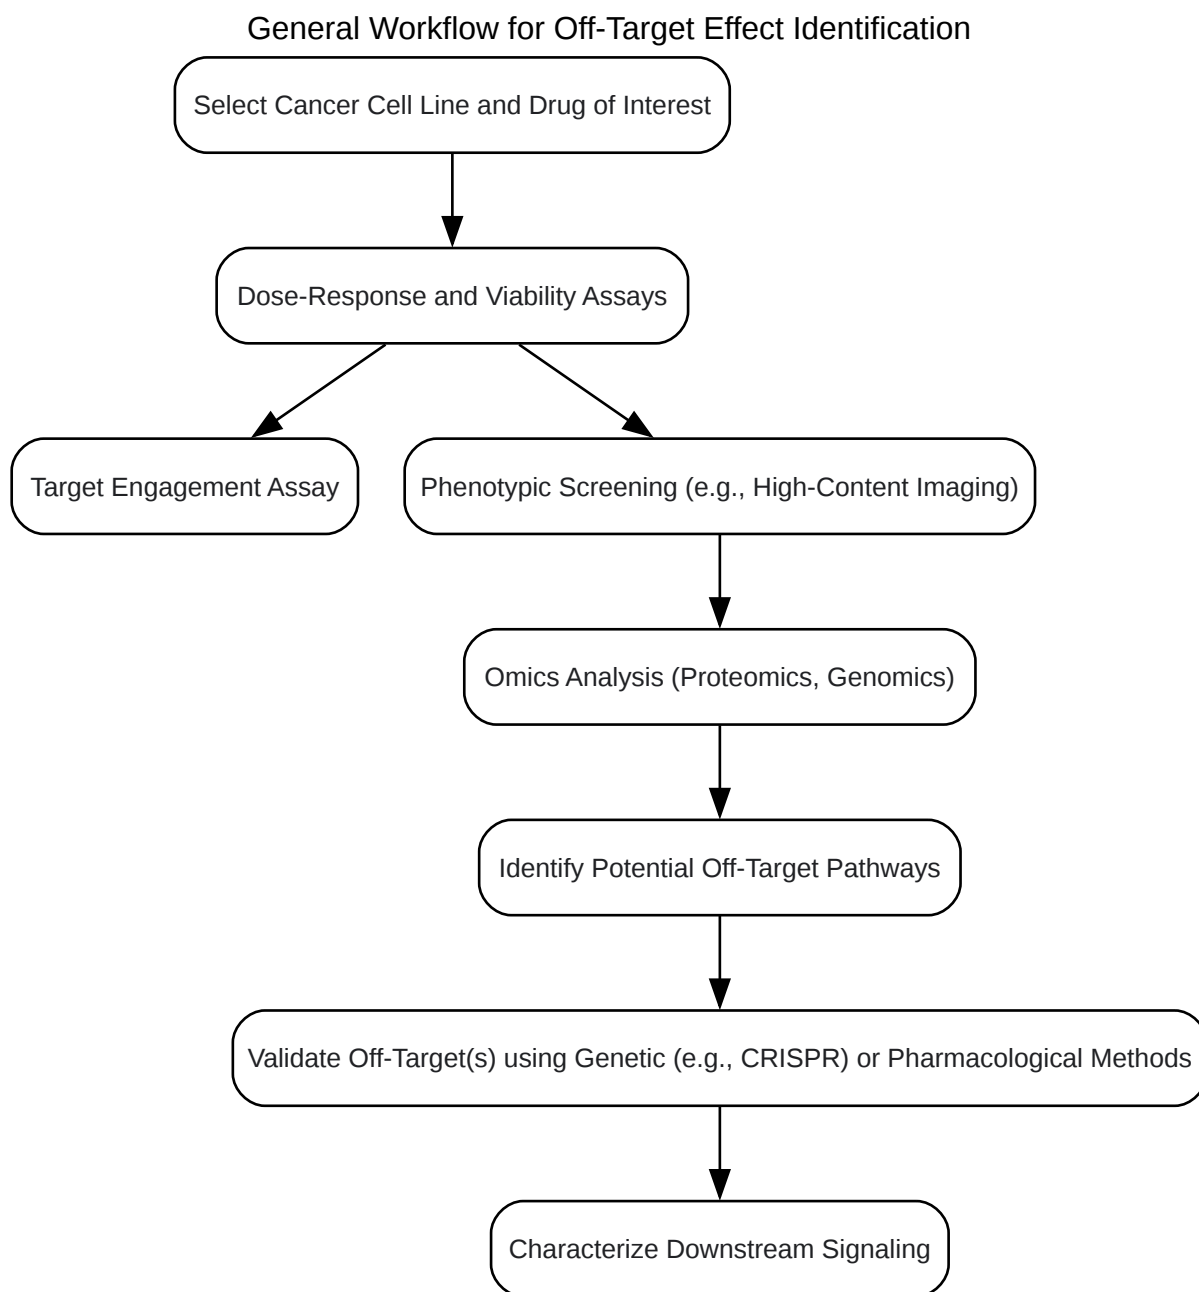 General Workflow for Off-Target Effect Identification
Select Cancer Cell Line and Drug of Interest
Dose-Response and Viability Assays
Target Engagement Assay
Phenotypic Screening (e.g., High-Content Imaging)
Omics Analysis (Proteomics, Genomics)
Identify Potential Off-Target Pathways
Validate Off-Target(s) using Genetic (e.g., CRISPR) or Pharmacological Methods
Characterize Downstream Signaling